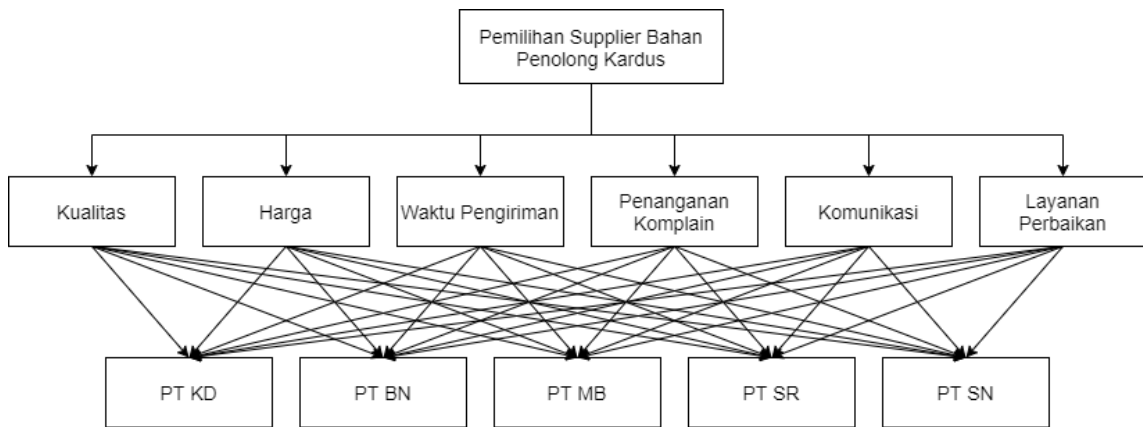 Pemilihan Supplier Bahan
Penolong Kardus
Kualitas
Harga
Waktu Pengiriman
Penanganan
Komplain
Komunikasi
Layanan
Perbaikan
PT KD
PT BN
PT MB
PT SR
PT SN